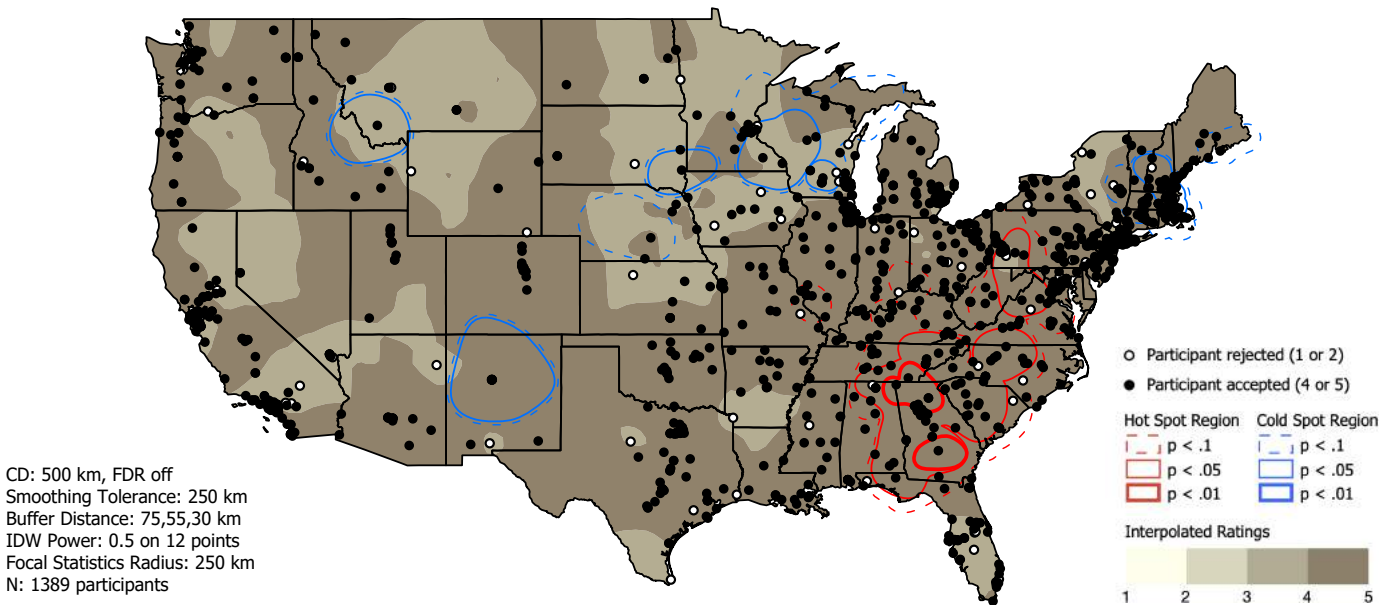 CD: 500 km, FDR off
Smoothing Tolerance: 250 km
Buffer Distance: 75,55,30 km
IDW Power: 0.5 on 12 points
Focal Statistics Radius: 250 km
N: 1389 participants
Participant rejected (1 or 2)
Participant accepted (4 or 5)
Hot Spot Region Cold Spot Region
p < .1 p < .1
p < .05 p < .05
p < .01 p < .01
Interpolated Ratings
1 2 3 4 5